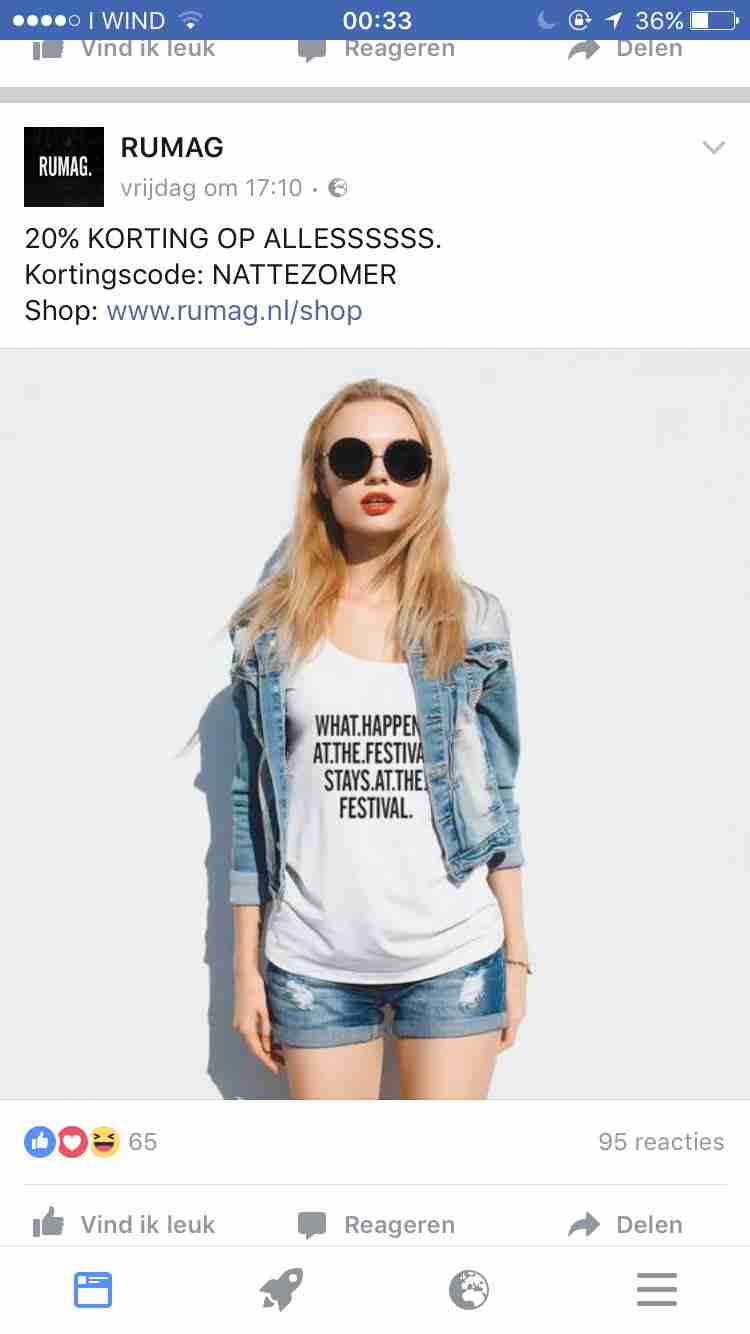 I WIND 00:33 36%
Vind ik leuk Reageren Delen
RUMAG.
RUMAG
vrijdag om 17:10 ·
20% KORTING OP ALLESSSSSS.
Kortingscode: NATTEZOMER
Shop: www.rumag.nl/shop
WHAT.HAPPEN
AT.THE.FESTIVA
STAYS.AT.THE.
FESTIVAL.
65 95 reacties
Vind ik leuk Reageren Delen